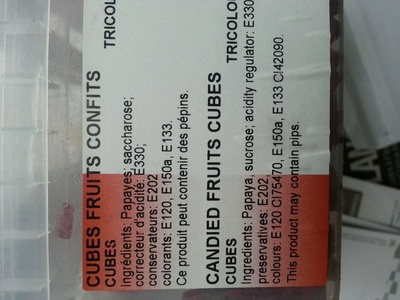 CUBES FRUITS CONFITS
CUBES TRICOLO
Ingrédients: Papayes; saccharose;
correcteur d'acidité: E330;
conservateurs: E202
colorants: E120, E150a, E133.
Ce produit peut contenir des pépins.
CANDIED FRUITS CUBES
CUBES TRICOLO
Ingredients: Papaya, sucrose; acidity regulator: E330
preservatives: E202,
colours: E120 CI75470, E150a, E133 CI42090.
This product may contain pips.